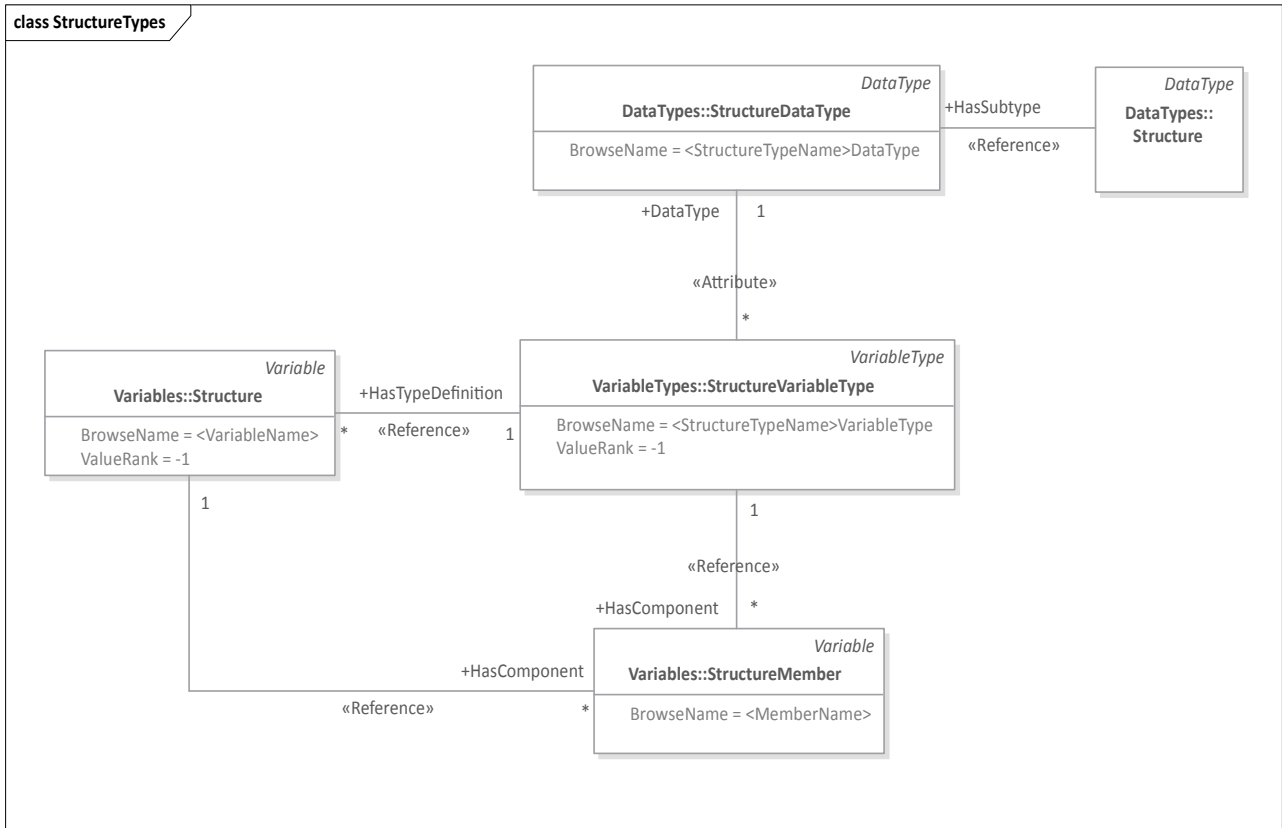 class StructureTypes
DataType
DataTypes::StructureDataType
BrowseName = <StructureTypeName>DataType
+HasSubtype
«Reference»
DataType
DataTypes::
Structure
+DataType
1
«Attribute»
*
Variable
Variables::Structure
BrowseName = <VariableName>
ValueRank = -1
+HasTypeDefinition
* «Reference» 1
VariableType
VariableTypes::StructureVariableType
BrowseName = <StructureTypeName>VariableType
ValueRank = -1
1
1
«Reference»
+HasComponent
*
+HasComponent
«Reference»
*
Variable
Variables::StructureMember
BrowseName = <MemberName>